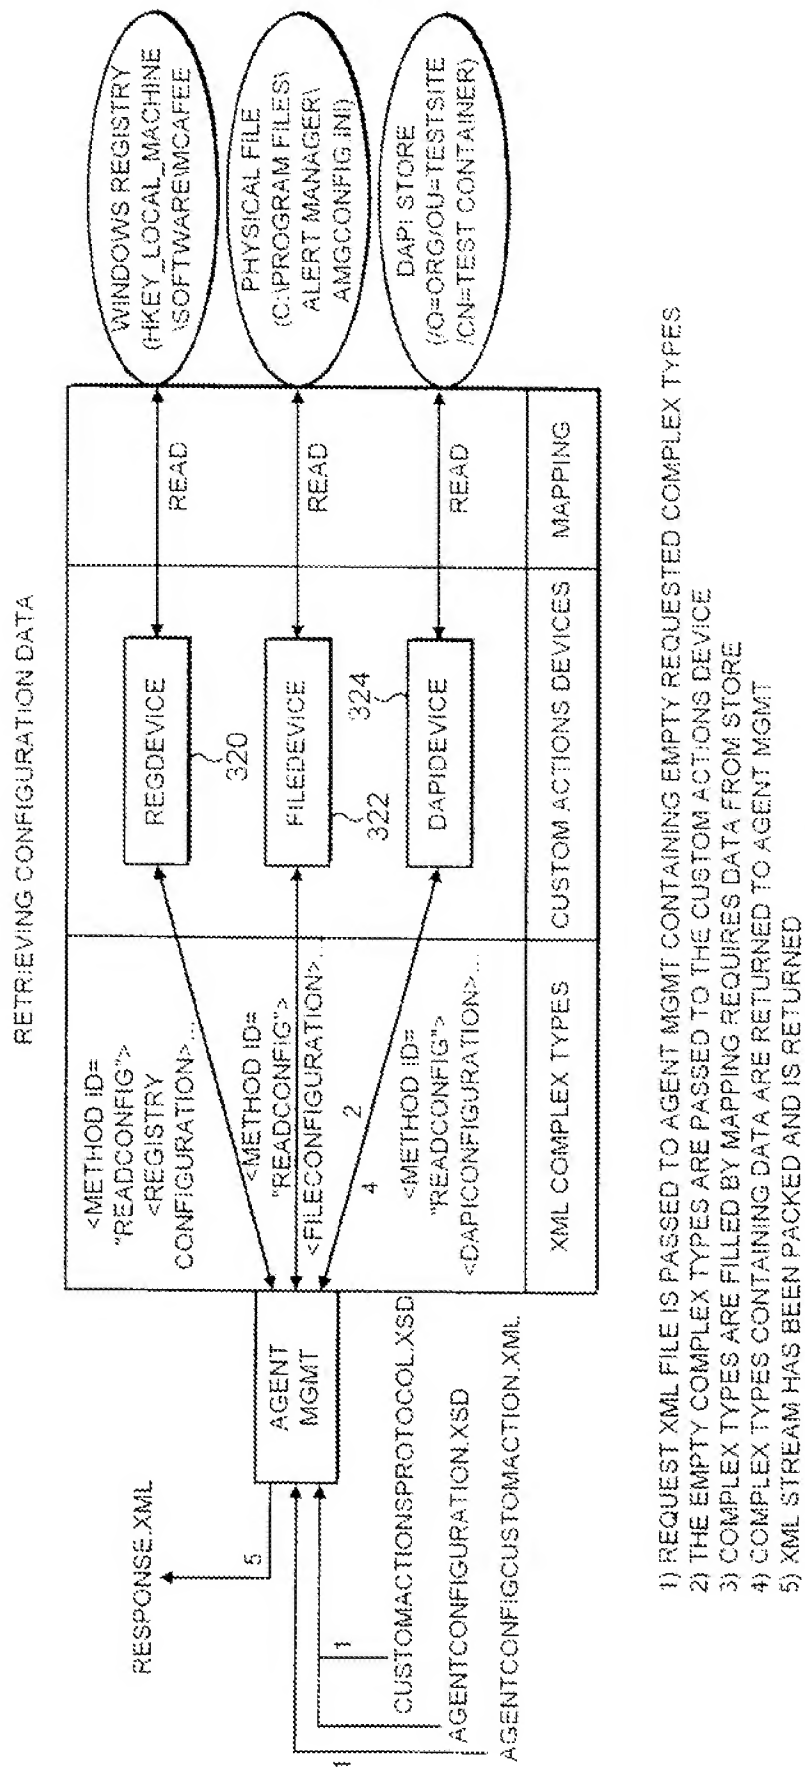 RETRIEVING CONFIGURATION DATA
RESPONSE.XML
5
AGENT
MGMT
1
1
CUSTOMACTIONSPROTOCOL.XSD
AGENTCONFIGURATION.XSD
AGENTCONFIGCUSTOMACTION.XML
<METHOD ID=
"READCONFIG">
<REGISTRY
CONFIGURATION>...
<METHOD ID=
"READCONFIG">
<FILECONFIGURATION>...
2
4
<METHOD ID=
"READCONFIG">
<DAPICONFIGURATION>...
XML COMPLEX TYPES
REGDEVICE
320
FILEDEVICE
322
324
DAPIDEVICE
CUSTOM ACTIONS DEVICES
READ
READ
READ
MAPPING
WINDOWS REGISTRY
(HKEY_LOCAL_MACHINE
\SOFTWARE\MCAFEE
PHYSICAL FILE
(C:\PROGRAM FILES\
ALERT MANAGER\
AMGCONFIG.INI)
DAPI STORE
(/O=ORG/OU=TESTSITE
/CN=TEST CONTAINER)
1) REQUEST XML FILE IS PASSED TO AGENT MGMT CONTAINING EMPTY REQUESTED COMPLEX TYPES
2) THE EMPTY COMPLEX TYPES ARE PASSED TO THE CUSTOM ACTIONS DEVICE
3) COMPLEX TYPES ARE FILLED BY MAPPING REQUIRES DATA FROM STORE
4) COMPLEX TYPES CONTAINING DATA ARE RETURNED TO AGENT MGMT
5) XML STREAM HAS BEEN PACKED AND IS RETURNED